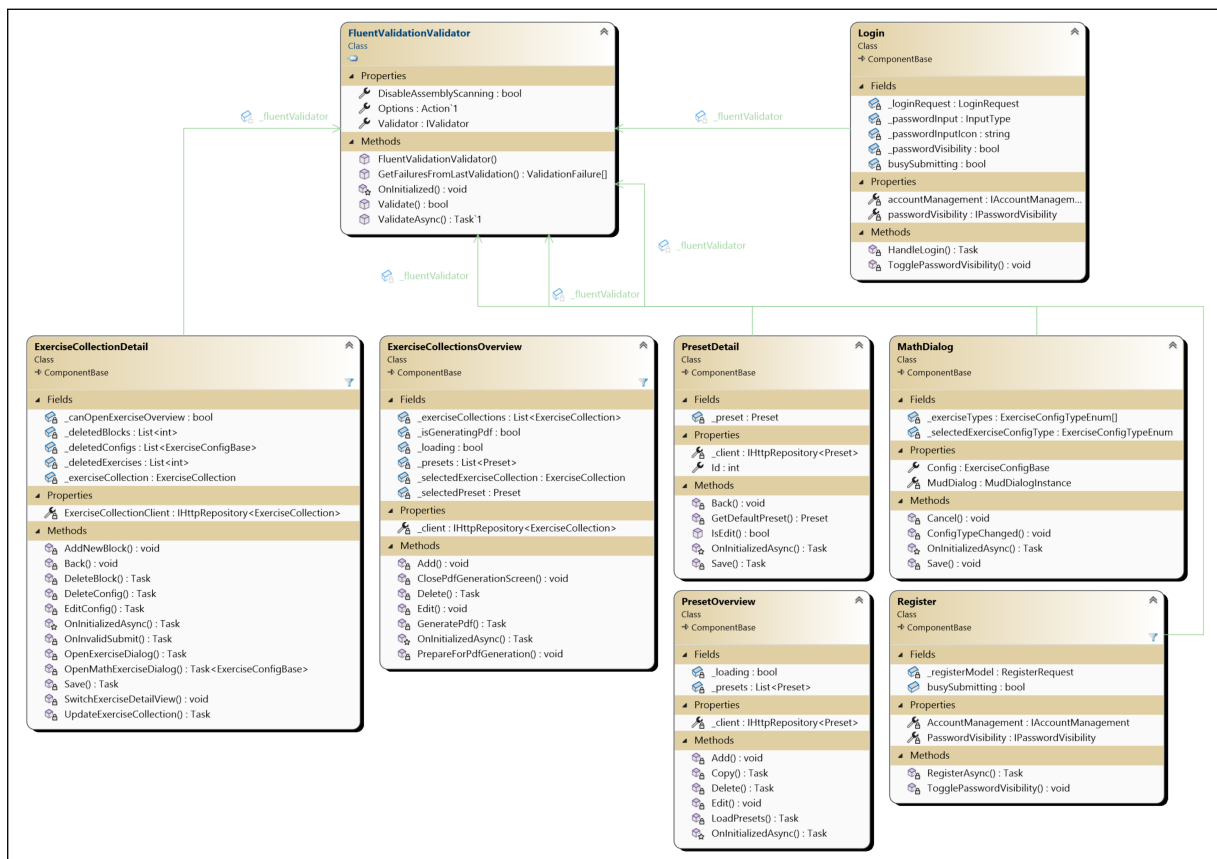 FluentValidationValidator
Class
Properties
DisableAssemblyScanning : bool
Options : Action`1
Validator : IValidator
Methods
FluentValidationValidator()
GetFailuresFromLastValidation() : ValidationFailure[]
OnInitialized() : void
Validate() : bool
ValidateAsync() : Task`1
Login
Class
ComponentBase
Fields
_loginRequest : LoginRequest
_passwordInput : InputType
_passwordInputIcon : string
_passwordVisibility : bool
busySubmitting : bool
Properties
accountManagement : IAccountManagem...
passwordVisibility : IPasswordVisibility
Methods
HandleLogin() : Task
TogglePasswordVisibility() : void
_fluentValidator
_fluentValidator
_fluentValidator
_fluentValidator
_fluentValidator
ExerciseCollectionDetail
Class
ComponentBase
Fields
_canOpenExerciseOverview : bool
_deletedBlocks : List<int>
_deletedConfigs : List<ExerciseConfigBase>
_deletedExercises : List<int>
_exerciseCollection : ExerciseCollection
Properties
ExerciseCollectionClient : IHttpRepository<ExerciseCollection>
Methods
AddNewBlock() : void
Back() : void
DeleteBlock() : Task
DeleteConfig() : Task
EditConfig() : Task
OnInitializedAsync() : Task
OnInvalidSubmit() : Task
OpenExerciseDialog() : Task
OpenMathExerciseDialog() : Task<ExerciseConfigBase>
Save() : Task
SwitchExerciseDetailView() : void
UpdateExerciseCollection() : Task
ExerciseCollectionsOverview
Class
ComponentBase
Fields
_exerciseCollections : List<ExerciseCollection>
_isGeneratingPdf : bool
_loading : bool
_presets : List<Preset>
_selectedExerciseCollection : ExerciseCollection
_selectedPreset : Preset
Properties
_client : IHttpRepository<ExerciseCollection>
Methods
Add() : void
ClosePdfGenerationScreen() : void
Delete() : Task
Edit() : void
GeneratePdf() : Task
OnInitializedAsync() : Task
PrepareForPdfGeneration() : void
PresetDetail
Class
ComponentBase
Fields
_preset : Preset
Properties
_client : IHttpRepository<Preset>
Id : int
Methods
Back() : void
GetDefaultPreset() : Preset
IsEdit() : bool
OnInitializedAsync() : Task
Save() : Task
MathDialog
Class
ComponentBase
Fields
_exerciseTypes : ExerciseConfigTypeEnum[]
_selectedExerciseConfigType : ExerciseConfigTypeEnum
Properties
Config : ExerciseConfigBase
MudDialog : MudDialogInstance
Methods
Cancel() : void
ConfigTypeChanged() : void
OnInitializedAsync() : Task
Save() : void
PresetOverview
Class
ComponentBase
Fields
_loading : bool
_presets : List<Preset>
Properties
_client : IHttpRepository<Preset>
Methods
Add() : void
Copy() : Task
Delete() : Task
Edit() : void
LoadPresets() : Task
OnInitializedAsync() : Task
Register
Class
ComponentBase
Fields
_registerModel : RegisterRequest
busySubmitting : bool
Properties
AccountManagement : IAccountManagement
PasswordVisibility : IPasswordVisibility
Methods
RegisterAsync() : Task
TogglePasswordVisibility() : void